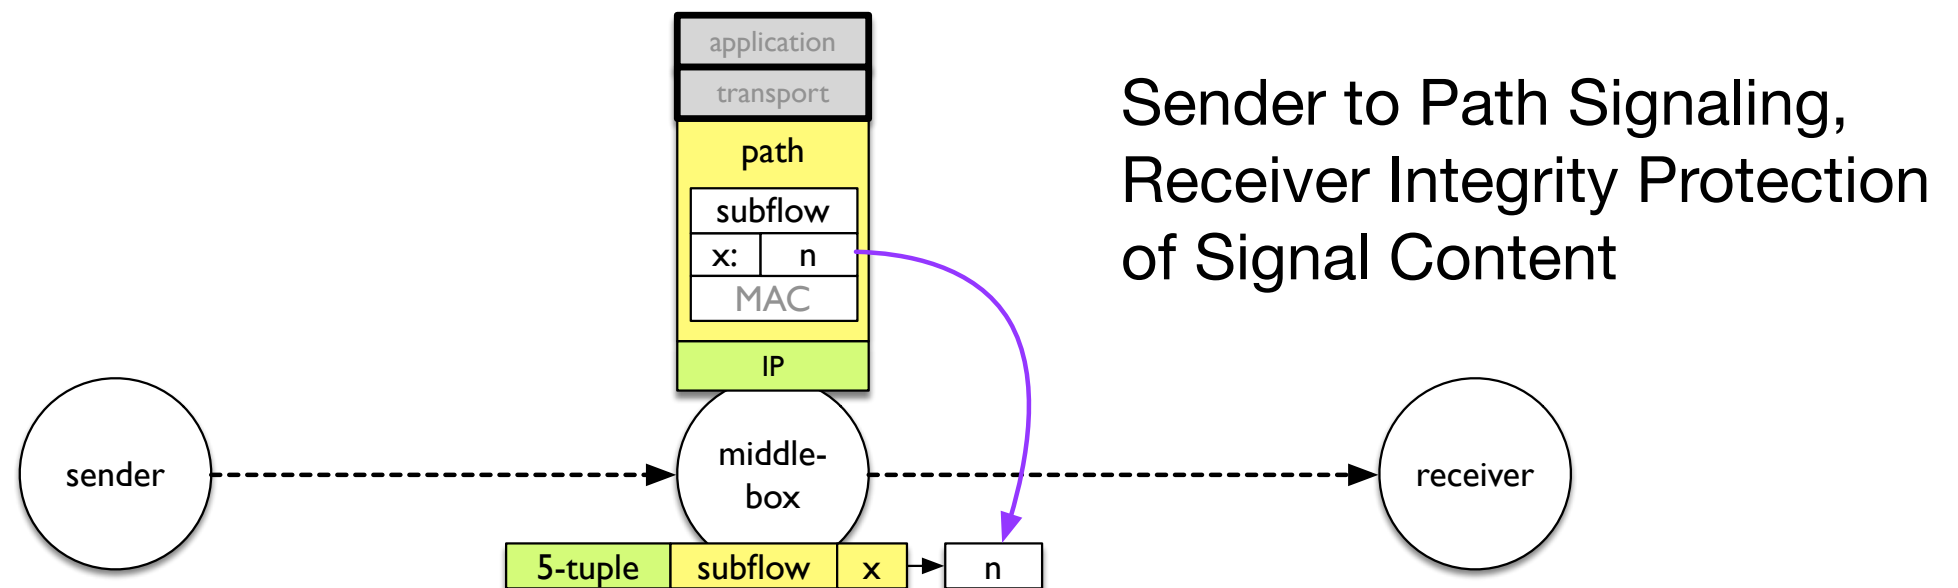 application
transport
path
subflow
x: n
MAC
IP
Sender to Path Signaling,
Receiver Integrity Protection
of Signal Content
sender
middle-
box
receiver
5-tuple subflow x n